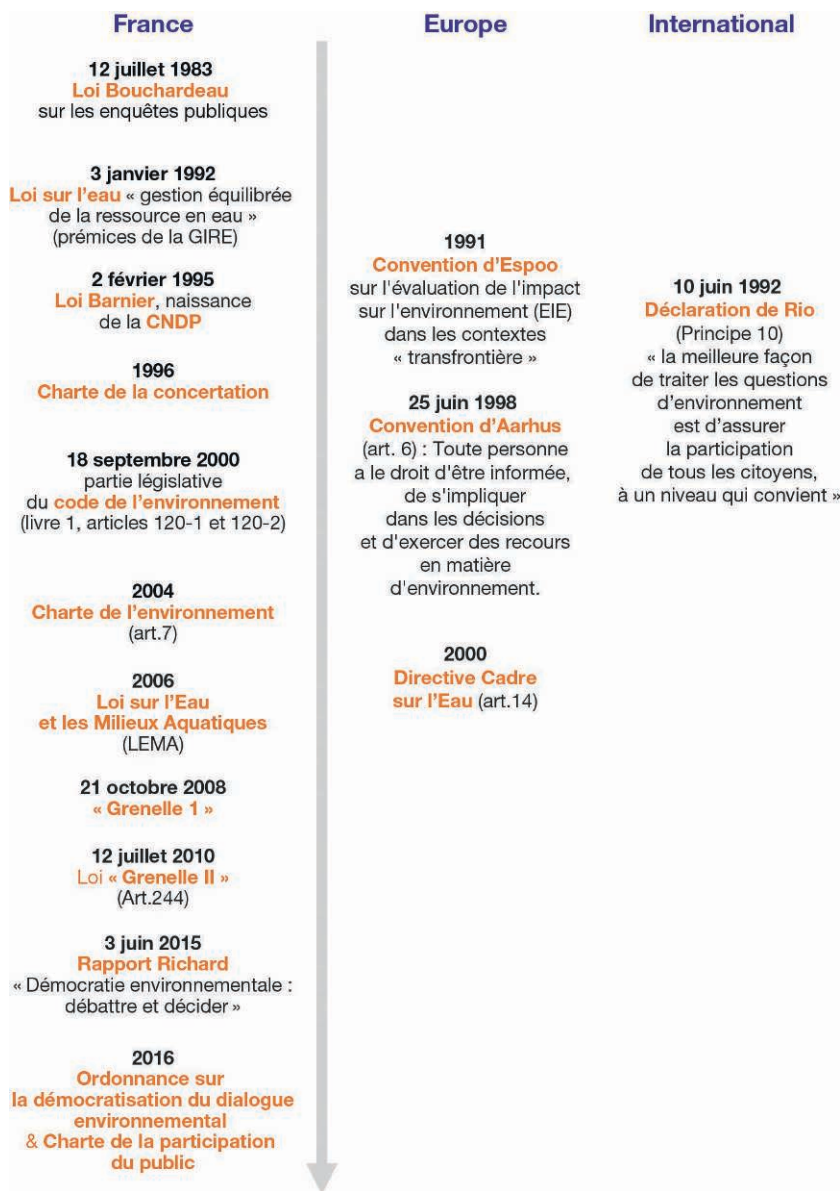 France
12 juillet 1983
Loi Bouchardeau
sur les enquêtes publiques
3 janvier 1992
Loi sur l'eau « gestion équilibrée
de la ressource en eau »
(prémices de la GIRE)
2 février 1995
Loi Barnier, naissance
de la CNDP
1996
Charte de la concertation
18 septembre 2000
partie législative
du code de l'environnement
(livre 1, articles 120-1 et 120-2)
2004
Charte de l'environnement
(art.7)
2006
Loi sur l'Eau
et les Milieux Aquatiques
(LEMA)
21 octobre 2008
« Grenelle 1 »
12 juillet 2010
Loi « Grenelle II »
(Art.244)
3 juin 2015
Rapport Richard
« Démocratie environnementale :
débattre et décider »
2016
Ordonnance sur
la démocratisation du dialogue
environnemental
& Charte de la participation
du public
Europe
1991
Convention d'Espoo
sur l'évaluation de l'impact
sur l'environnement (EIE)
dans les contextes
« transfrontière »
25 juin 1998
Convention d'Aarhus
(art. 6) : Toute personne
a le droit d'être informée,
de s'impliquer
dans les décisions
et d'exercer des recours
en matière
d'environnement.
2000
Directive Cadre
sur l'Eau (art.14)
International
10 juin 1992
Déclaration de Rio
(Principe 10)
« la meilleure façon
de traiter les questions
d'environnement
est d'assurer
la participation
de tous les citoyens,
à un niveau qui convient »